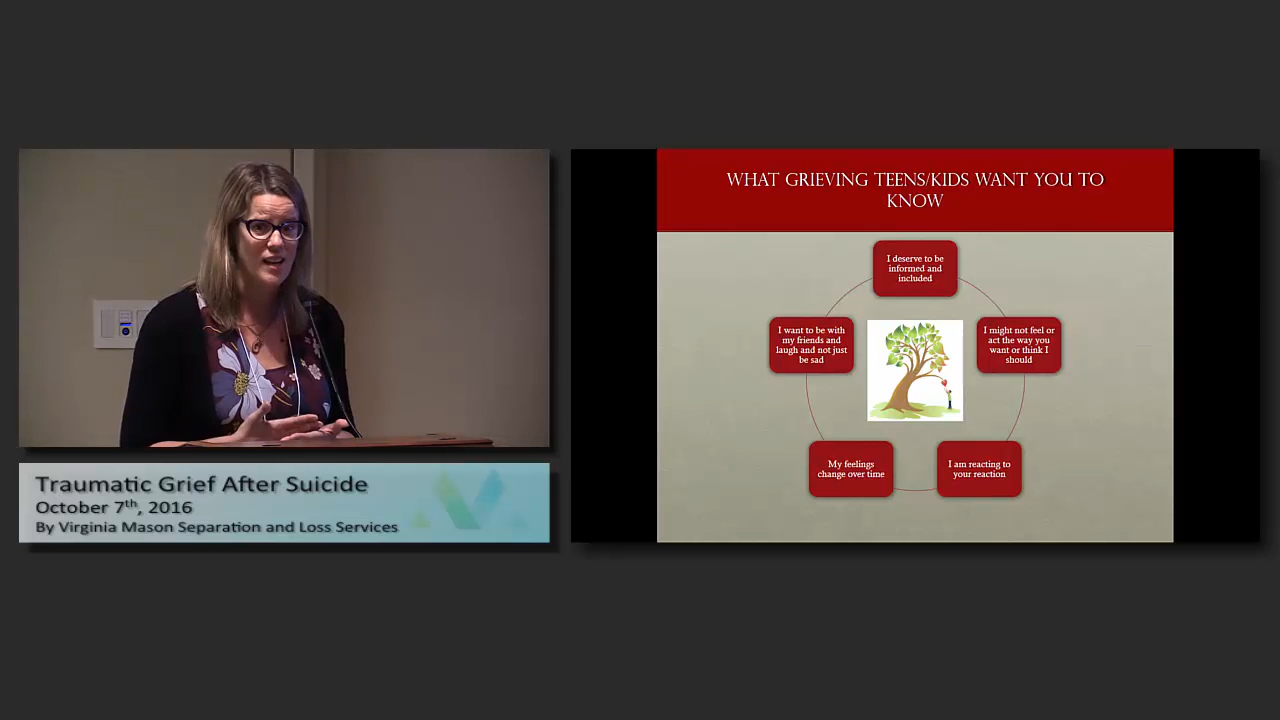 Traumatic Grief After Suicide
October 7th, 2016
By Virginia Mason Separation and Loss Services
WHAT GRIEVING TEENS/KIDS WANT YOU TO
KNOW
I deserve to be
informed and
included
I might not feel or
act the way you
want or think I
should
I am reacting to
your reaction
My feelings
change over time
I want to be with
my friends and
laugh and not just
be sad